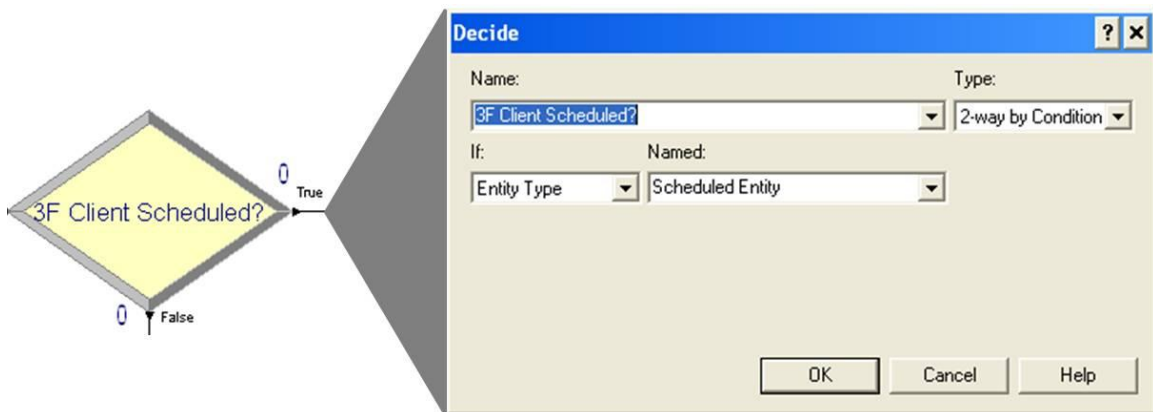 3F Client Scheduled?
0
True
0
False
Decide
? ×
Name:
Type:
3F Client Scheduled?
2-way by Condition
If:
Named:
Entity Type
Scheduled Entity
OK
Cancel
Help